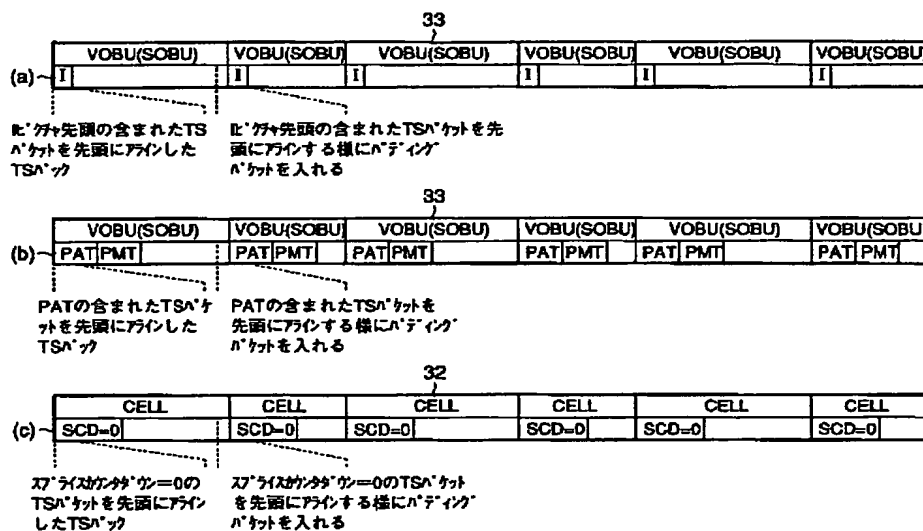 33
VOBU(SOBU) VOBU(SOBU) VOBU(SOBU) VOBU(SOBU) VOBU(SOBU) VOBU(SOBU)
(a) I I I I I I
Iﾋﾟｸﾁｬ先頭の含まれたTS
ﾊﾟｹｯﾄを先頭にｱﾗｲﾝした
TSﾊﾟｯｸ
Iﾋﾟｸﾁｬ先頭の含まれたTSﾊﾟｹｯﾄを先
頭にｱﾗｲﾝする様にﾊﾟﾃﾞｨﾝｸﾞ
ﾊﾟｹｯﾄを入れる
33
VOBU(SOBU) VOBU(SOBU) VOBU(SOBU) VOBU(SOBU) VOBU(SOBU) VOBU(SOBU)
(b) PAT PMT PAT PMT PAT PMT PAT PMT PAT PMT PAT PMT
PATの含まれたTSﾊﾟｹ
ｯﾄを先頭にｱﾗｲﾝした
TSﾊﾟｯｸ
PATの含まれたTSﾊﾟｹｯﾄを
先頭にｱﾗｲﾝする様にﾊﾟﾃﾞｨﾝｸﾞ
ﾊﾟｹｯﾄを入れる
32
CELL CELL CELL CELL CELL CELL
(c) SCD=0 SCD=0 SCD=0 SCD=0 SCD=0 SCD=0
ｽﾌﾟﾗｲｽｶｳﾝﾀﾀﾞｳﾝ=0の
TSﾊﾟｹｯﾄを先頭にｱﾗｲﾝ
したTSﾊﾟｯｸ
ｽﾌﾟﾗｲｽｶｳﾝﾀﾀﾞｳﾝ=0のTSﾊﾟｹｯﾄ
を先頭にｱﾗｲﾝする様にﾊﾟﾃﾞｨﾝｸﾞ
ﾊﾟｹｯﾄを入れる